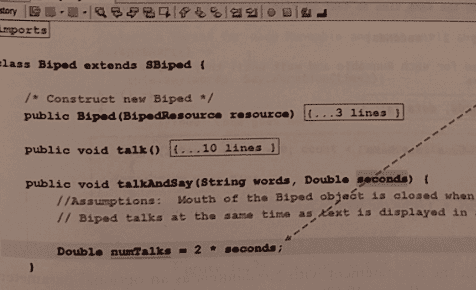 story
imports
class Biped extends SBiped {
/* Construct new Biped */
public Biped(BipedResource resource) {...3 lines }
public void talk() {...10 lines }
public void talkAndSay(String words, Double seconds) {
//Assumptions: Mouth of the Biped object is closed when
// Biped talks at the same time as text is displayed in
Double numTalks = 2 * seconds;
}